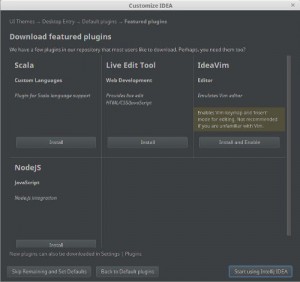 Customize IDEA
UI Themes → Desktop Entry → Default plugins → Featured plugins
Download featured plugins
We have a few plugins in our repository that most users like to download. Perhaps, you need them too?
Scala
Custom Languages
Plugin for Scala language support
Install
Live Edit Tool
Web Development
Provides live edit
HTML/CSS/JavaScript
Install
IdeaVim
Editor
Emulates Vim editor
Enables Vim keymap and Insert
mode for editing. Not recommended
if you are unfamiliar with Vim.
Install and Enable
NodeJS
JavaScript
Node.js integration
Install
New plugins can also be downloaded in Settings | Plugins
Skip Remaining and Set Defaults
Back to Default plugins
Start using IntelliJ IDEA